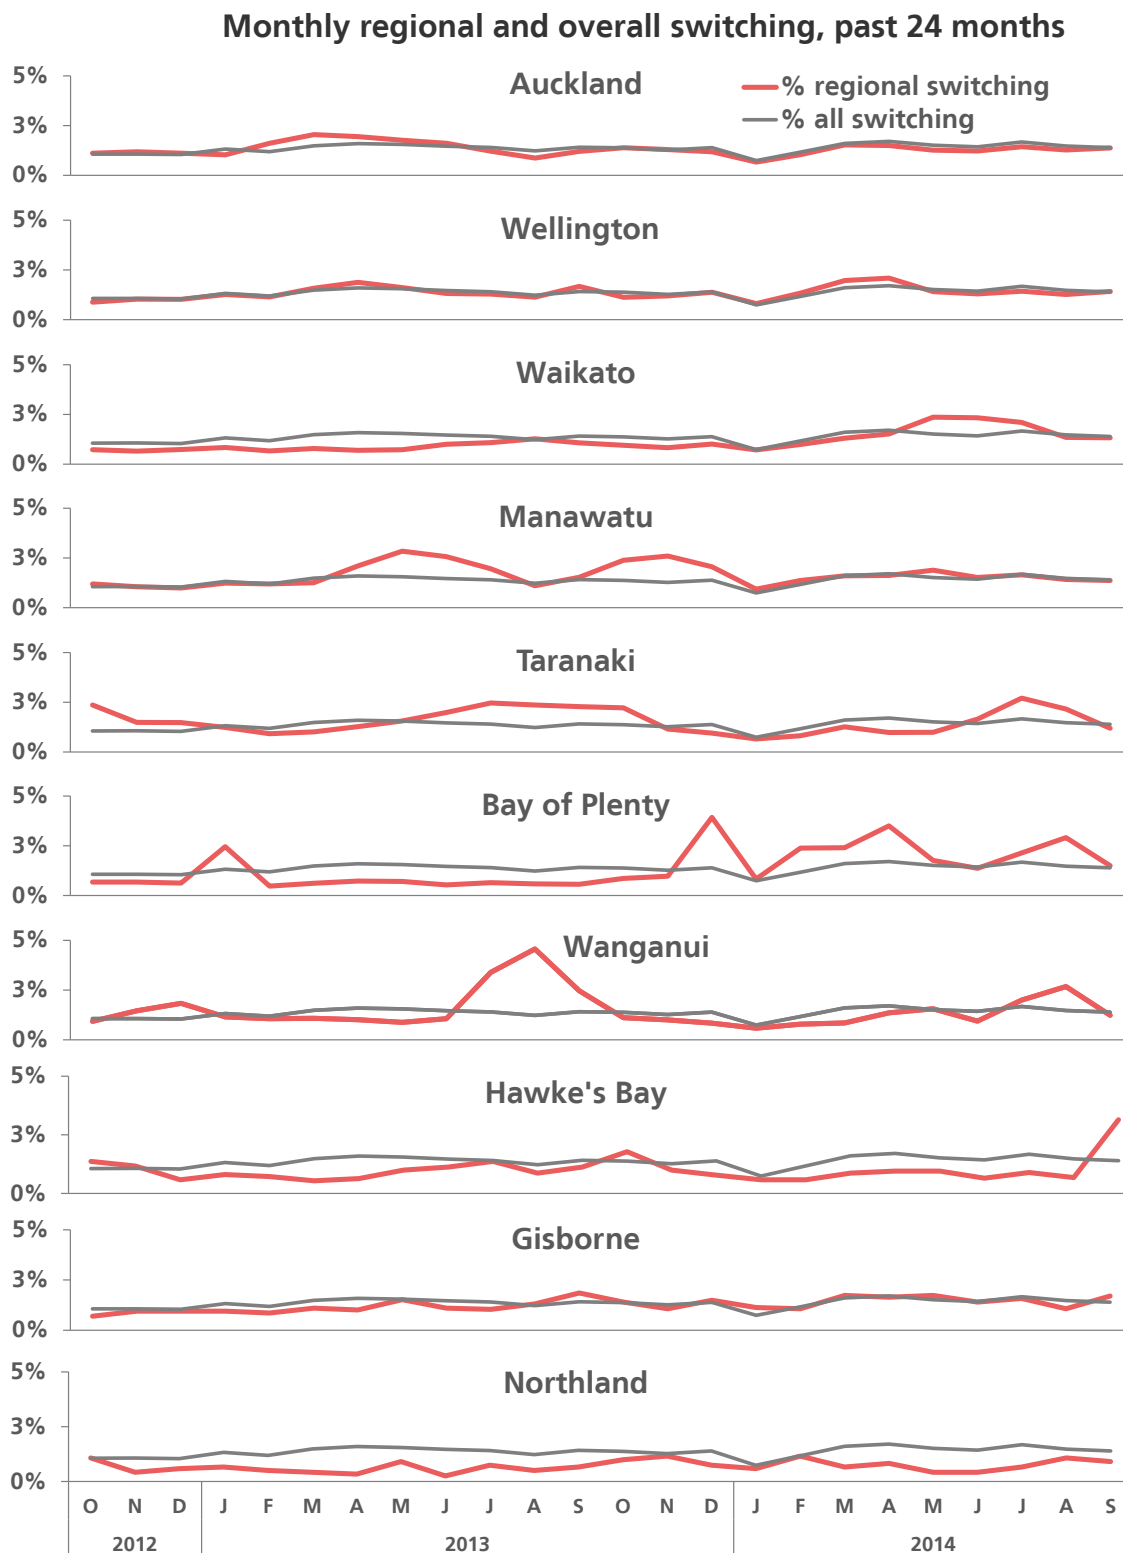 Monthly regional and overall switching, past 24 months
Auckland
% regional switching
% all switching
5%
3%
0%
Wellington
5%
3%
0%
Waikato
5%
3%
0%
Manawatu
5%
3%
0%
Taranaki
5%
3%
0%
Bay of Plenty
5%
3%
0%
Wanganui
5%
3%
0%
Hawke's Bay
5%
3%
0%
Gisborne
5%
3%
0%
Northland
5%
3%
0%
O N D J F M A M J J A S O N D J F M A M J J A S
2012 2013 2014